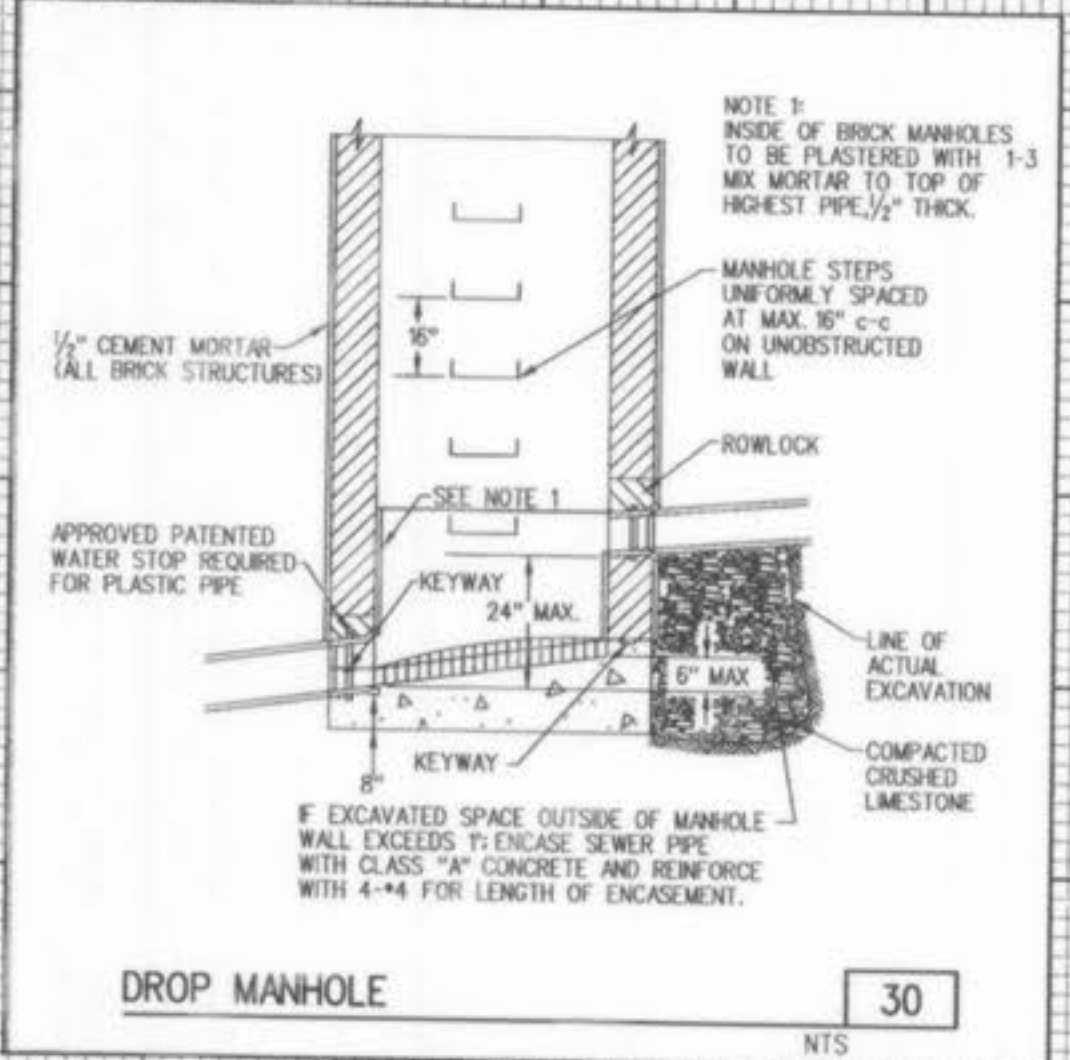 NOTE 1:
INSIDE OF BRICK MANHOLES
TO BE PLASTERED WITH 1-3
MIX MORTAR TO TOP OF
HIGHEST PIPE, 1/2" THICK.
MANHOLE STEPS
UNIFORMLY SPACED
AT MAX. 16" c-c
ON UNOBSTRUCTED
WALL
16"
1/2" CEMENT MORTAR
(ALL BRICK STRUCTURES)
ROWLOCK
SEE NOTE 1
APPROVED PATENTED
WATER STOP REQUIRED
FOR PLASTIC PIPE
KEYWAY
24" MAX.
6" MAX
LINE OF
ACTUAL
EXCAVATION
KEYWAY
8"
COMPACTED
CRUSHED
LIMESTONE
IF EXCAVATED SPACE OUTSIDE OF MANHOLE
WALL EXCEEDS 1'; ENCASE SEWER PIPE
WITH CLASS "A" CONCRETE AND REINFORCE
WITH 4-#4 FOR LENGTH OF ENCASEMENT.
DROP MANHOLE
30
NTS